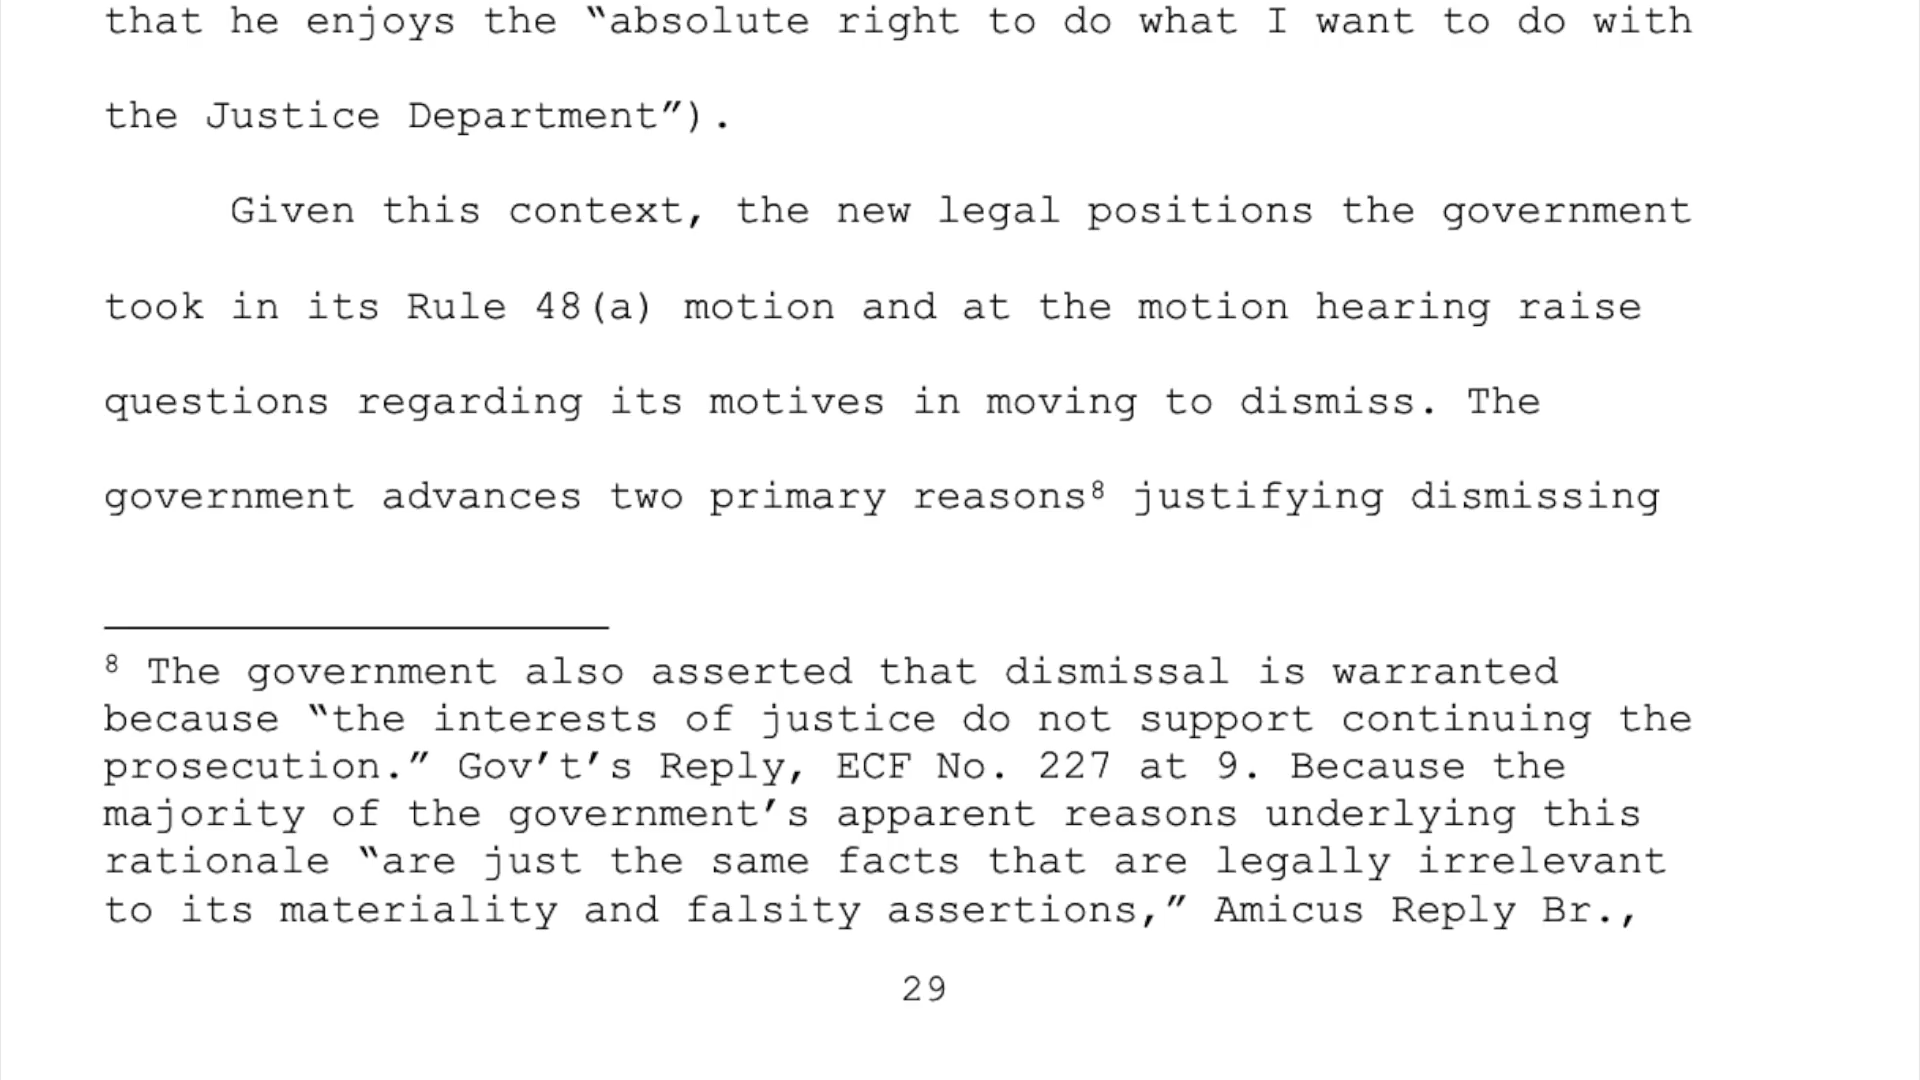 that he enjoys the “absolute right to do what I want to do with
the Justice Department”).
Given this context, the new legal positions the government
took in its Rule 48(a) motion and at the motion hearing raise
questions regarding its motives in moving to dismiss. The
government advances two primary reasons⁸ justifying dismissing
⁸ The government also asserted that dismissal is warranted
because “the interests of justice do not support continuing the
prosecution.” Gov’t’s Reply, ECF No. 227 at 9. Because the
majority of the government’s apparent reasons underlying this
rationale “are just the same facts that are legally irrelevant
to its materiality and falsity assertions,” Amicus Reply Br.,
29